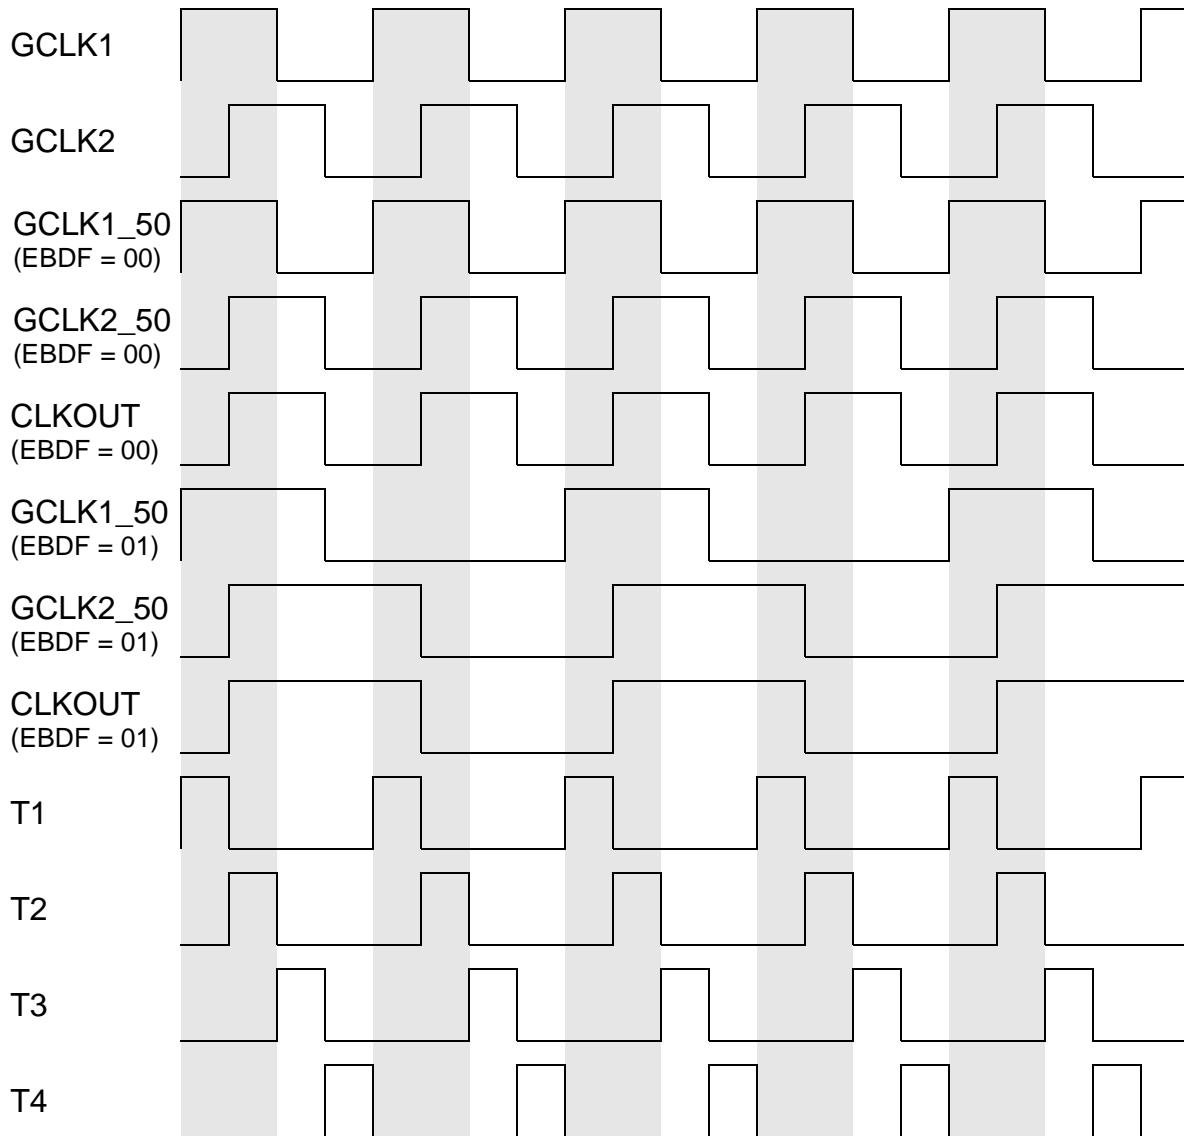 GCLK1
GCLK2
GCLK1_50
(EBDF = 00)
GCLK2_50
(EBDF = 00)
CLKOUT
(EBDF = 00)
GCLK1_50
(EBDF = 01)
GCLK2_50
(EBDF = 01)
CLKOUT
(EBDF = 01)
T1
T2
T3
T4